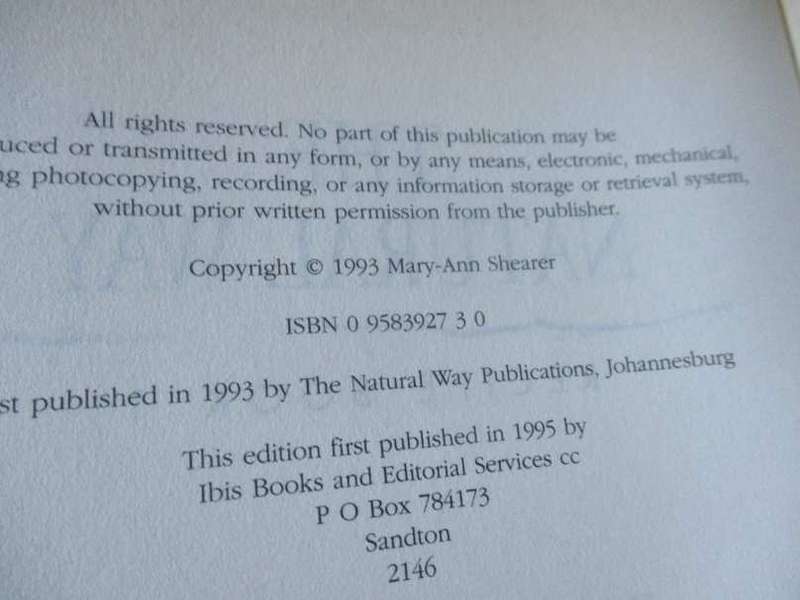 All rights reserved. No part of this publication may be
uced or transmitted in any form, or by any means, electronic, mechanical,
ng photocopying, recording, or any information storage or retrieval system,
without prior written permission from the publisher.
Copyright © 1993 Mary-Ann Shearer
ISBN 0 9583927 3 0
st published in 1993 by The Natural Way Publications, Johannesburg
This edition first published in 1995 by
Ibis Books and Editorial Services cc
P O Box 784173
Sandton
2146